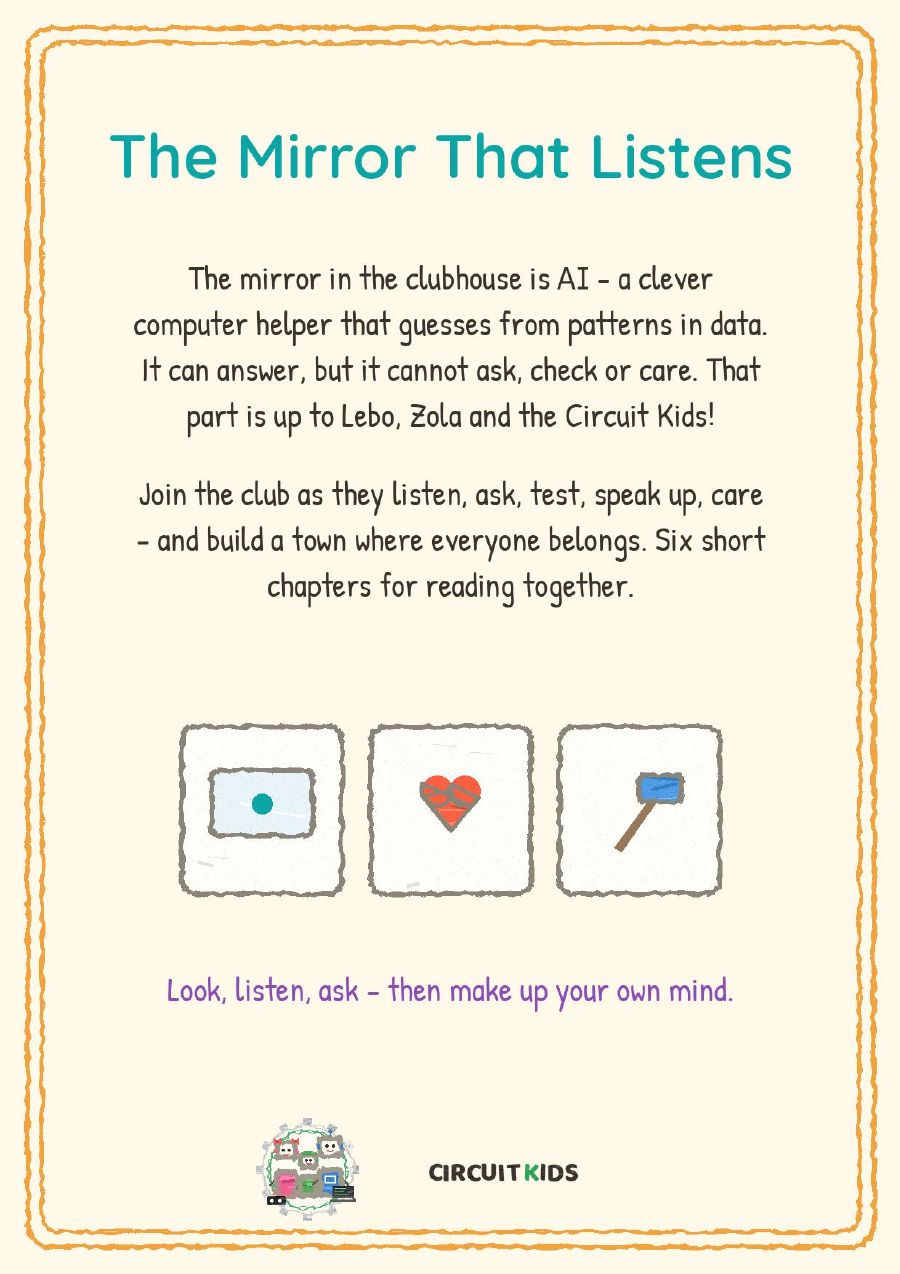 The Mirror That Listens
The mirror in the clubhouse is AI – a clever
computer helper that guesses from patterns in data.
It can answer, but it cannot ask, check or care. That
part is up to Lebo, Zola and the Circuit Kids!
Join the club as they listen, ask, test, speak up, care
– and build a town where everyone belongs. Six short
chapters for reading together.
Look, listen, ask – then make up your own mind.
CIRCUIT KIDS